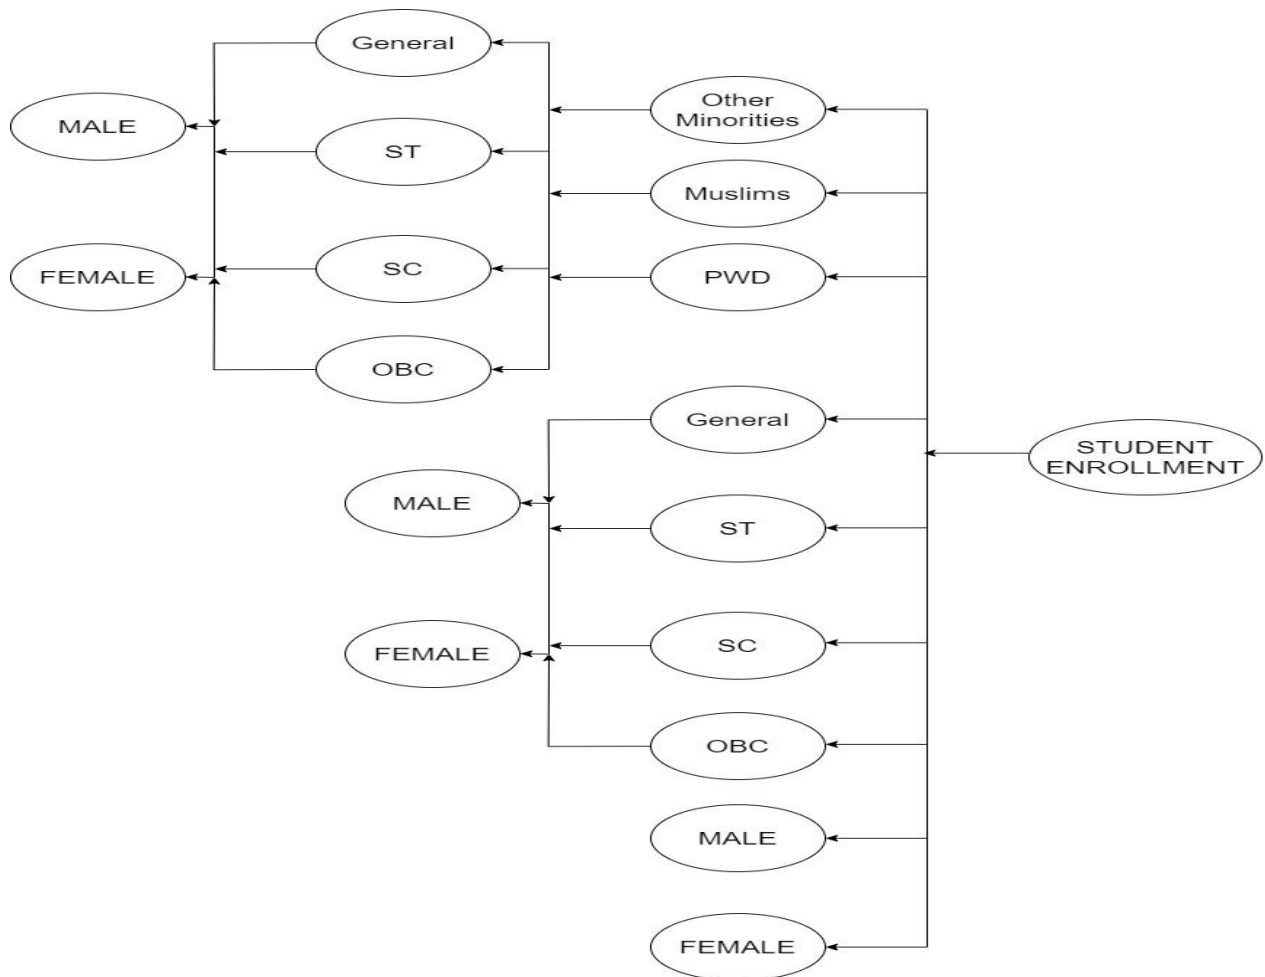 General
Other
Minorities
MALE
ST
Muslims
FEMALE
SC
PWD
OBC
General
STUDENT
ENROLLMENT
MALE
ST
SC
FEMALE
OBC
MALE
FEMALE